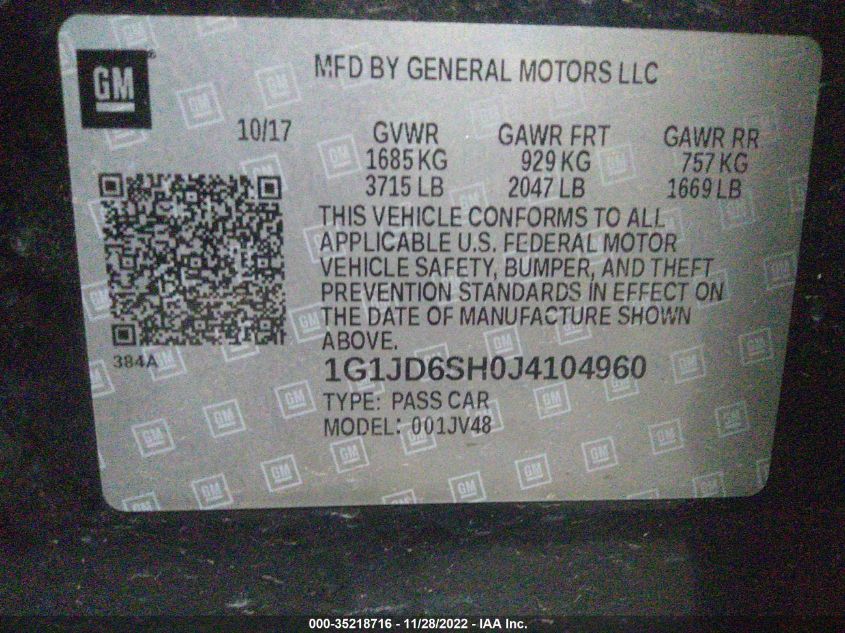 GM
MFD BY GENERAL MOTORS LLC
10/17 GVWR GAWR FRT GAWR RR
1685 KG 929 KG 757 KG
3715 LB 2047 LB 1669 LB
THIS VEHICLE CONFORMS TO ALL
APPLICABLE U.S. FEDERAL MOTOR
VEHICLE SAFETY, BUMPER, AND THEFT
PREVENTION STANDARDS IN EFFECT ON
THE DATE OF MANUFACTURE SHOWN
ABOVE.
384A
1G1JD6SH0J4104960
TYPE: PASS CAR
MODEL: 001JV48
000-35218716 - 11/28/2022 - IAA Inc.